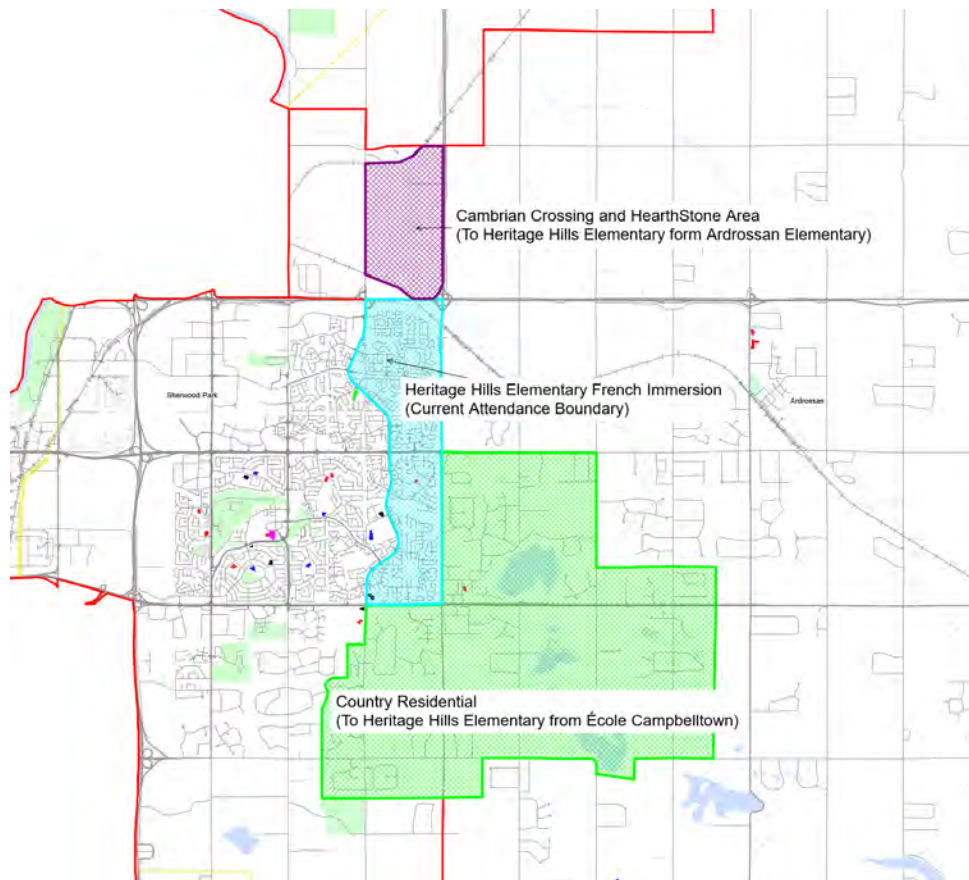 Cambrian Crossing and HearthStone Area
(To Heritage Hills Elementary form Ardrossan Elementary)
Heritage Hills Elementary French Immersion
(Current Attendance Boundary)
Sherwood Park
Ardrossan
Country Residential
(To Heritage Hills Elementary from École Campbelltown)